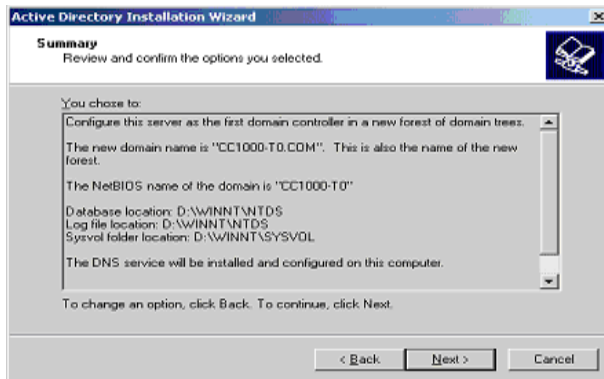 Active Directory Installation Wizard
Summary
Review and confirm the options you selected.
You chose to:
Configure this server as the first domain controller in a new forest of domain trees.
The new domain name is "CC1000-T0.COM". This is also the name of the new
forest.
The NetBIOS name of the domain is "CC1000-T0"
Database location: D:\WINNT\NTDS
Log file location: D:\WINNT\NTDS
Sysvol folder location: D:\WINNT\SYSVOL
The DNS service will be installed and configured on this computer.
To change an option, click Back. To continue, click Next.
< Back
Next >
Cancel